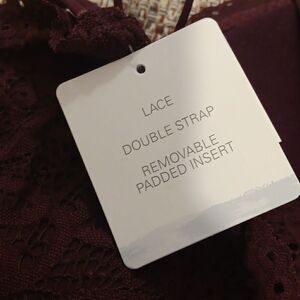 LACE
DOUBLE STRAP
REMOVABLE
PADDED INSERT